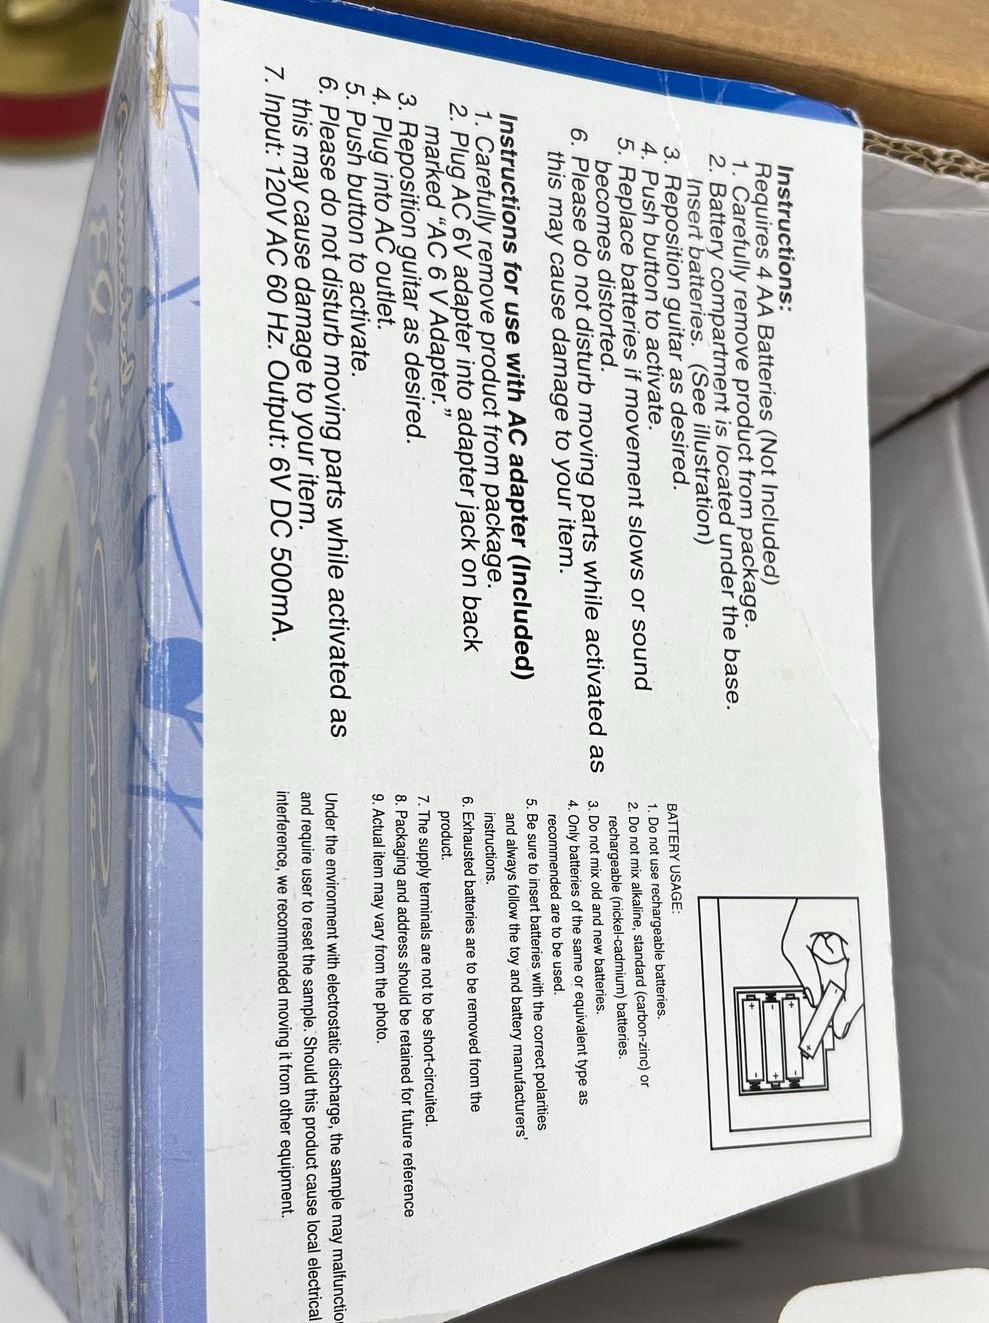 Instructions:
Requires 4 AA Batteries (Not Included)
1. Carefully remove product from package.
2. Battery compartment is located under the base.
Insert batteries. (See illustration)
3. Reposition guitar as desired.
4. Push button to activate.
5. Replace batteries if movement slows or sound
becomes distorted.
6. Please do not disturb moving parts while activated as
this may cause damage to your item.
Instructions for use with AC adapter (Included)
1. Carefully remove product from package.
2. Plug AC 6V adapter into adapter jack on back
marked “AC 6 V Adapter.”
3. Reposition guitar as desired.
4. Plug into AC outlet.
5. Push button to activate.
6. Please do not disturb moving parts while activated as
this may cause damage to your item.
7. Input: 120V AC 60 Hz. Output: 6V DC 500mA.
BATTERY USAGE:
1. Do not use rechargeable batteries.
2. Do not mix alkaline, standard (carbon-zinc) or
rechargeable (nickel-cadmium) batteries.
3. Do not mix old and new batteries.
4. Only batteries of the same or equivalent type as
recommended are to be used.
5. Be sure to insert batteries with the correct polarities
and always follow the toy and battery manufacturers'
instructions.
6. Exhausted batteries are to be removed from the
product.
7. The supply terminals are not to be short-circuited.
8. Packaging and address should be retained for future reference
9. Actual item may vary from the photo.
Under the environment with electrostatic discharge, the sample may malfunction
and require user to reset the sample. Should this product cause local electrical
interference, we recommended moving it from other equipment.